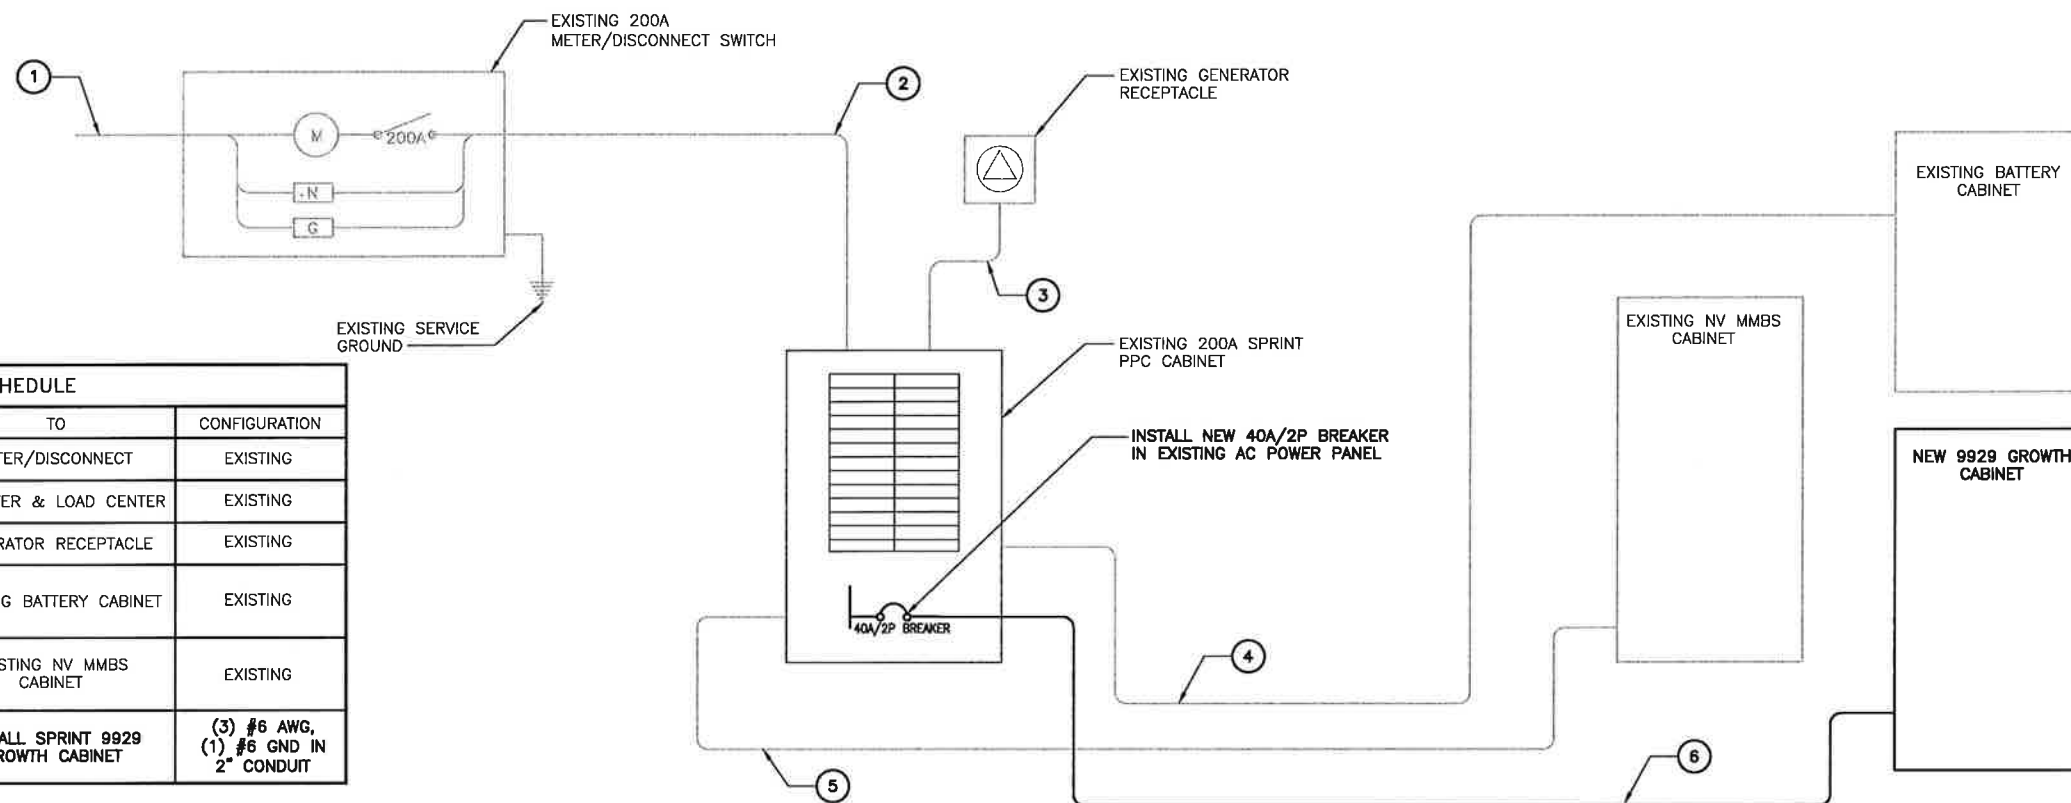 EXISTING 200A
METER/DISCONNECT SWITCH
1
2
EXISTING GENERATOR
RECEPTACLE
M
200A
N
G
EXISTING BATTERY
CABINET
3
EXISTING SERVICE
GROUND
EXISTING NV MMBS
CABINET
EXISTING 200A SPRINT
PPC CABINET
INSTALL NEW 40A/2P BREAKER
IN EXISTING AC POWER PANEL
NEW 9929 GROWTH
CABINET
40A/2P BREAKER
4
5
6
HEDULE
TO
CONFIGURATION
TER/DISCONNECT
EXISTING
TER & LOAD CENTER
EXISTING
RATOR RECEPTACLE
EXISTING
G BATTERY CABINET
EXISTING
STING NV MMBS
CABINET
EXISTING
ALL SPRINT 9929
ROWTH CABINET
(3) #6 AWG,
(1) #6 GND IN
2" CONDUIT